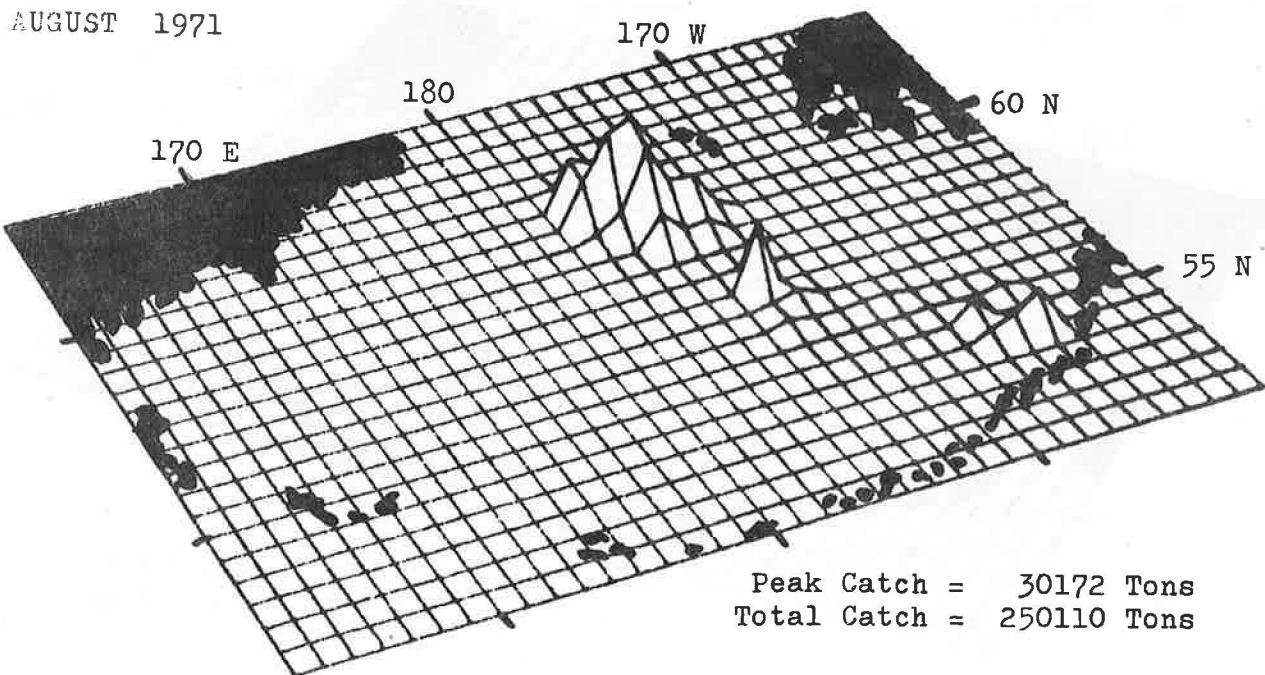 AUGUST 1971
170 W
180
60 N
170 E
55 N
Peak Catch = 30172 Tons
Total Catch = 250110 Tons